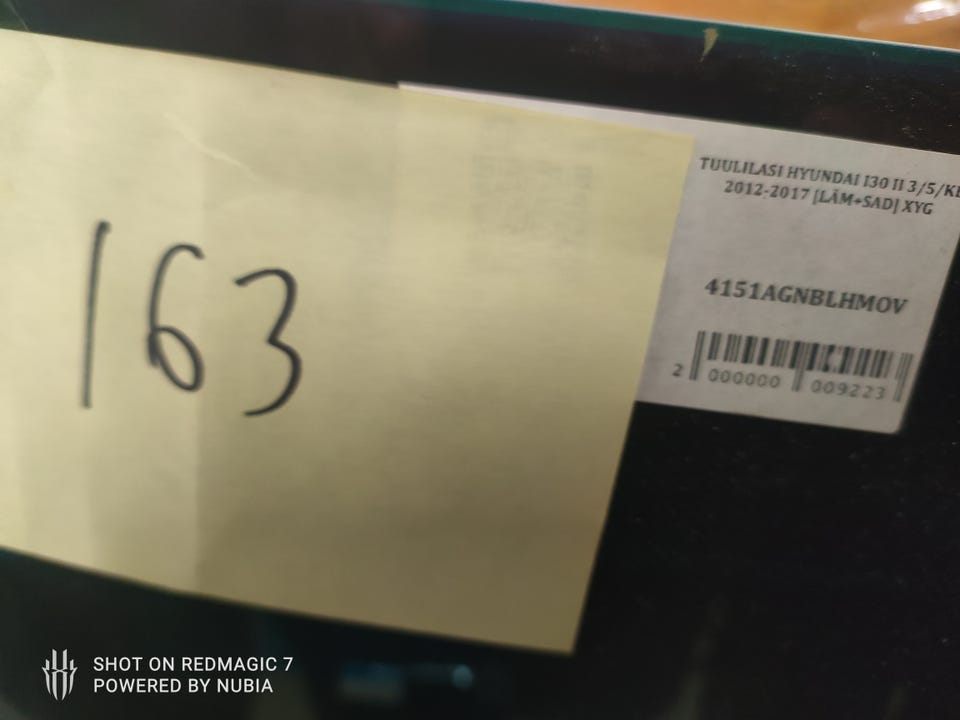 163
TUULILASI HYUNDAI I30 II 3/5/
2012-2017 [LÄM+SAD] XYG
4151AGNBLHMOV
2 000000 009223
SHOT ON REDMAGIC 7
POWERED BY NUBIA